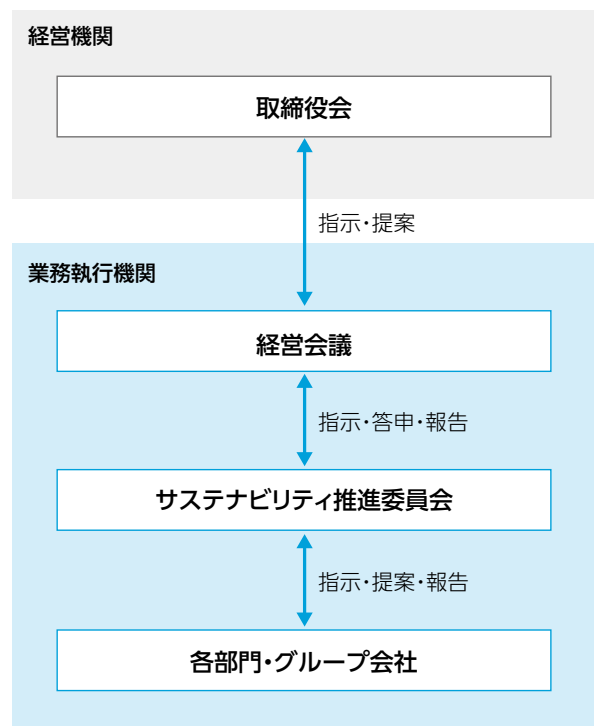 経営機関
取締役会
指示・提案
業務執行機関
経営会議
指示・答申・報告
サステナビリティ推進委員会
指示・提案・報告
各部門・グループ会社